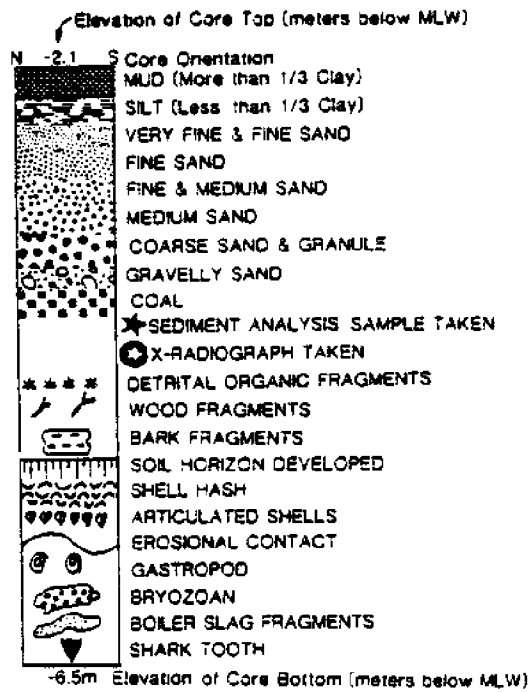 Elevation of Core Top (meters below MLW)
N -2.1 S Core Orientation
MUD (More than 1/3 Clay)
SILT (Less than 1/3 Clay)
VERY FINE & FINE SAND
FINE SAND
FINE & MEDIUM SAND
MEDIUM SAND
COARSE SAND & GRANULE
GRAVELLY SAND
COAL
SEDIMENT ANALYSIS SAMPLE TAKEN
X-RADIOGRAPH TAKEN
DETRITAL ORGANIC FRAGMENTS
WOOD FRAGMENTS
BARK FRAGMENTS
SOIL HORIZON DEVELOPED
SHELL HASH
ARTICULATED SHELLS
EROSIONAL CONTACT
GASTROPOD
BRYOZOAN
BOILER SLAG FRAGMENTS
SHARK TOOTH
-6.5m Elevation of Core Bottom (meters below MLW)